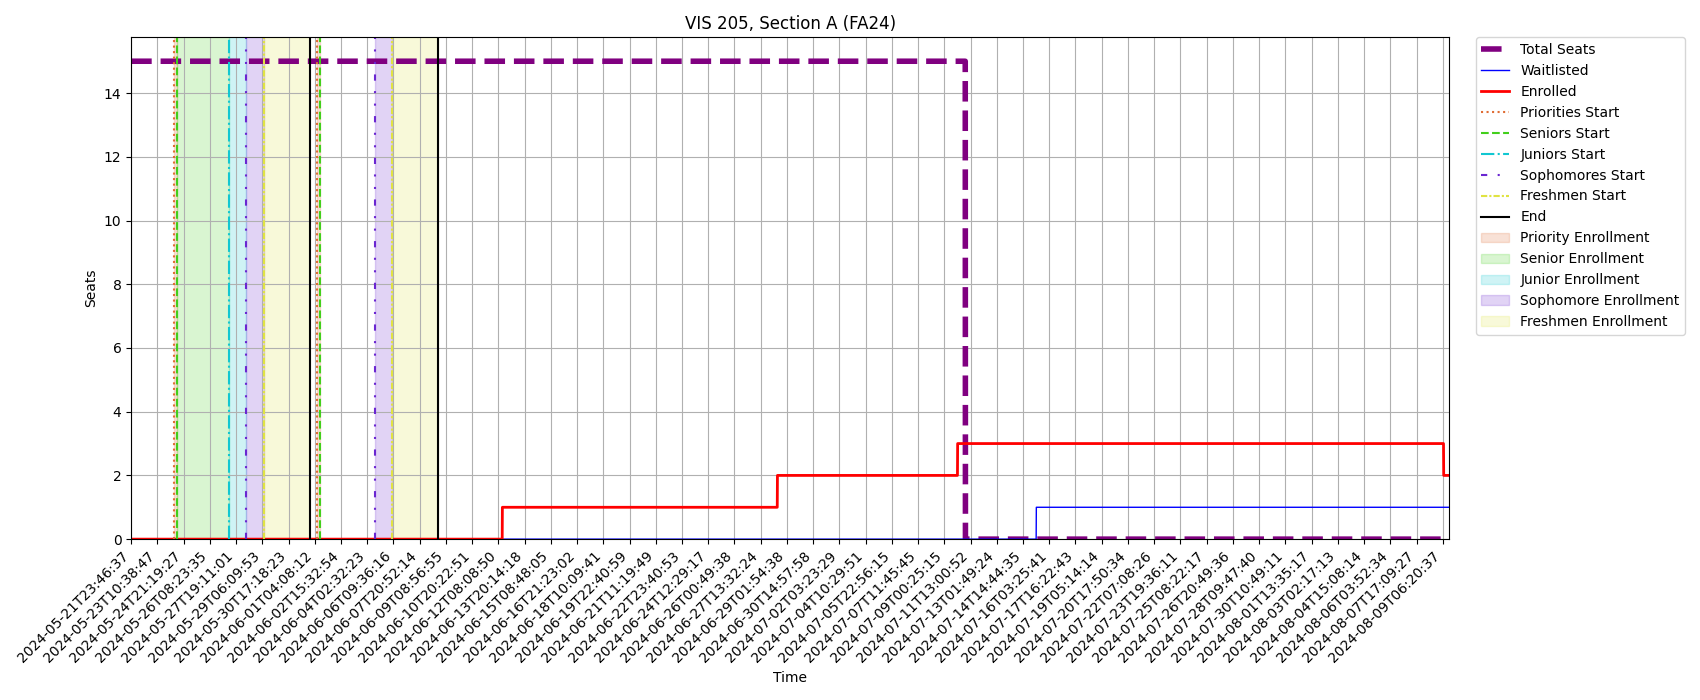 VIS 205, Section A (FA24)
Total Seats
Waitlisted
Enrolled
Priorities Start
Seniors Start
Juniors Start
Sophomores Start
Freshmen Start
End
Priority Enrollment
Senior Enrollment
Junior Enrollment
Sophomore Enrollment
Freshmen Enrollment
Seats
14
12
10
8
6
4
2
0
2024-05-21T23:46:37
2024-05-23T10:38:47
2024-05-24T21:19:27
2024-05-26T08:23:35
2024-05-27T19:11:01
2024-05-29T06:09:53
2024-05-30T17:18:23
2024-06-01T04:08:12
2024-06-02T15:32:54
2024-06-04T02:32:23
2024-06-06T09:36:16
2024-06-07T20:52:14
2024-06-09T08:56:55
2024-06-10T20:22:51
2024-06-12T08:08:50
2024-06-13T20:14:18
2024-06-15T08:48:05
2024-06-16T21:23:02
2024-06-18T10:09:41
2024-06-19T22:40:59
2024-06-21T11:19:49
2024-06-22T23:40:53
2024-06-24T12:29:17
2024-06-26T00:49:38
2024-06-27T13:32:24
2024-06-29T01:54:38
2024-06-30T14:57:58
2024-07-02T03:23:29
2024-07-04T10:29:51
2024-07-05T22:56:15
2024-07-07T11:45:45
2024-07-09T00:25:15
2024-07-11T13:00:52
2024-07-13T01:49:24
2024-07-14T14:44:35
2024-07-16T03:25:41
2024-07-17T16:22:43
2024-07-19T05:14:14
2024-07-20T17:50:34
2024-07-22T07:08:26
2024-07-23T19:36:11
2024-07-25T08:22:17
2024-07-26T20:49:36
2024-07-28T09:47:40
2024-07-30T10:49:11
2024-08-01T13:35:17
2024-08-03T02:17:13
2024-08-04T15:08:14
2024-08-06T03:52:34
2024-08-07T17:09:27
2024-08-09T06:20:37
Time